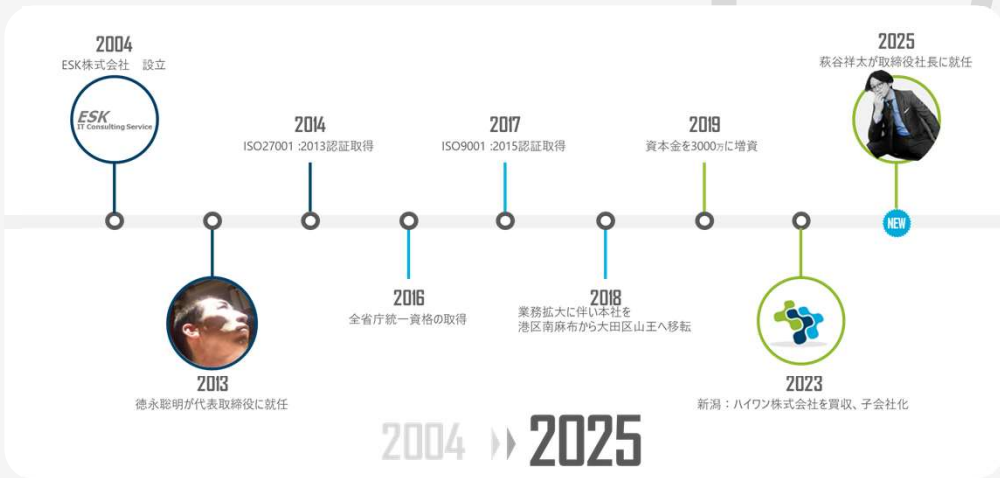 2004
ESK株式会社　設立
ESK
IT Consulting Service
2013
徳永聡明が代表取締役に就任
2014
ISO27001 :2013認証取得
2016
全省庁統一資格の取得
2017
ISO9001 :2015認証取得
2018
業務拡大に伴い本社を
港区南麻布から大田区山王へ移転
2019
資本金を3000万に増資
2023
新潟：ハイワン株式会社を買収、子会社化
2025
萩谷祥太が取締役社長に就任
NEW
2004
2025